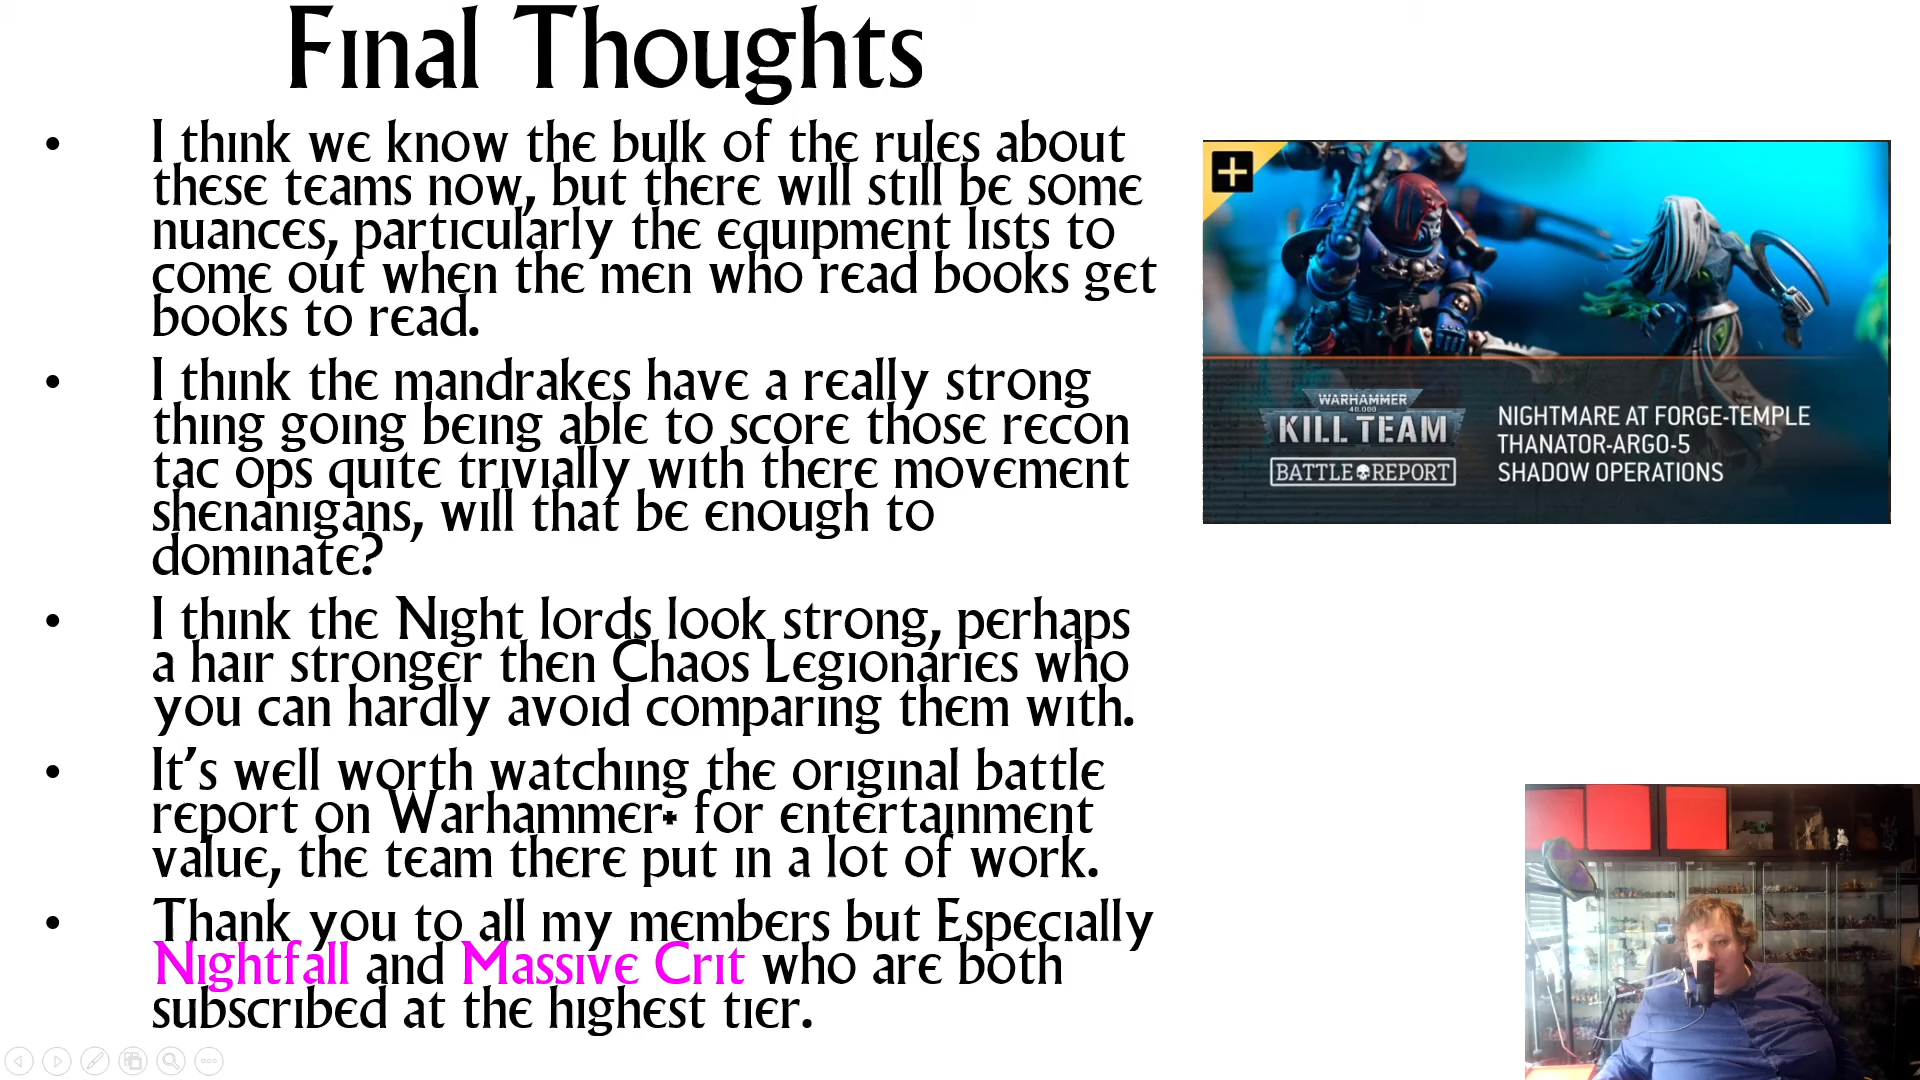 Final Thoughts
• I think we know the bulk of the rules about
these teams now, but there will still be some
nuances, particularly the equipment lists to
come out when the men who read books get
books to read.
• I think the mandrakes have a really strong
thing going being able to score those recon
tac ops quite trivially with there movement
shenanigans, will that be enough to
dominate?
• I think the Night lords look strong, perhaps
a hair stronger then Chaos Legionaries who
you can hardly avoid comparing them with.
• It's well worth watching the original battle
report on Warhammer+ for entertainment
value, the team there put in a lot of work.
• Thank you to all my members but Especially
Nightfall and Massive Crit who are both
subscribed at the highest tier.
+
WARHAMMER
40,000
KILL TEAM
BATTLE REPORT
NIGHTMARE AT FORGE-TEMPLE
THANATOR-ARGO-5
SHADOW OPERATIONS